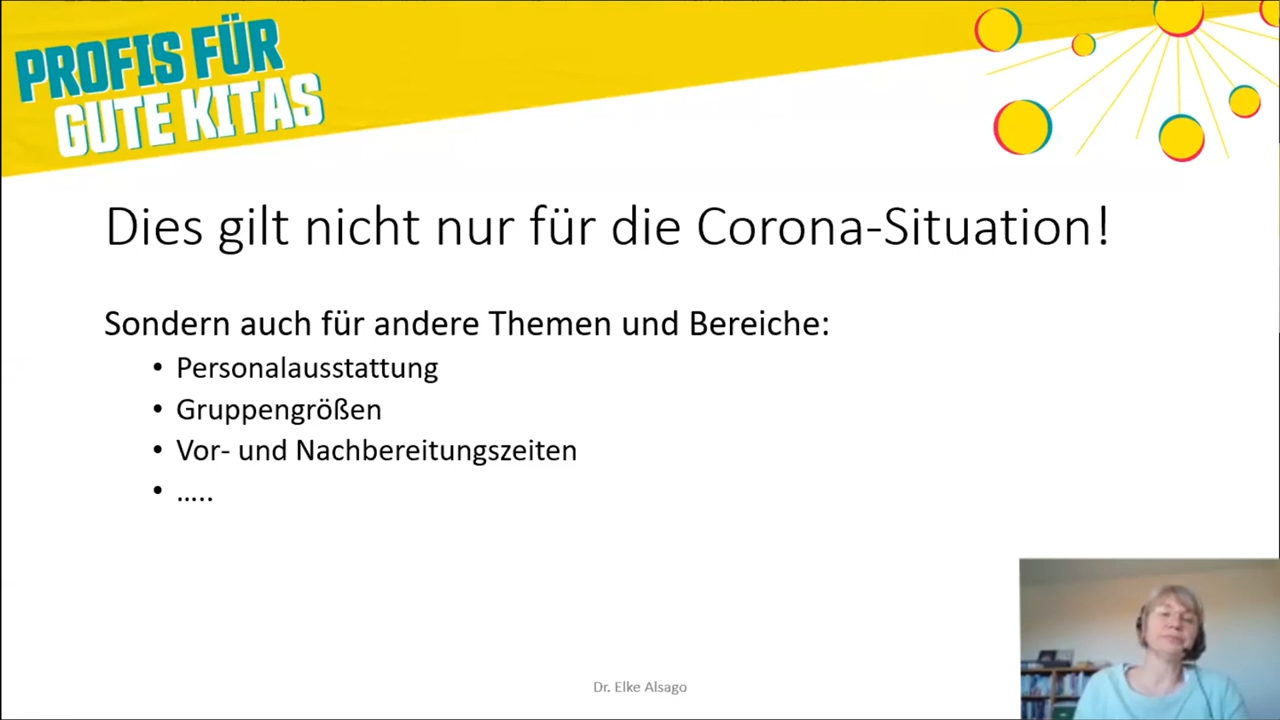 PROFIS FÜR
GUTE KITAS
Dies gilt nicht nur für die Corona-Situation!
Sondern auch für andere Themen und Bereiche:
• Personalausstattung
• Gruppengrößen
• Vor- und Nachbereitungszeiten
• …..
Dr. Elke Alsago